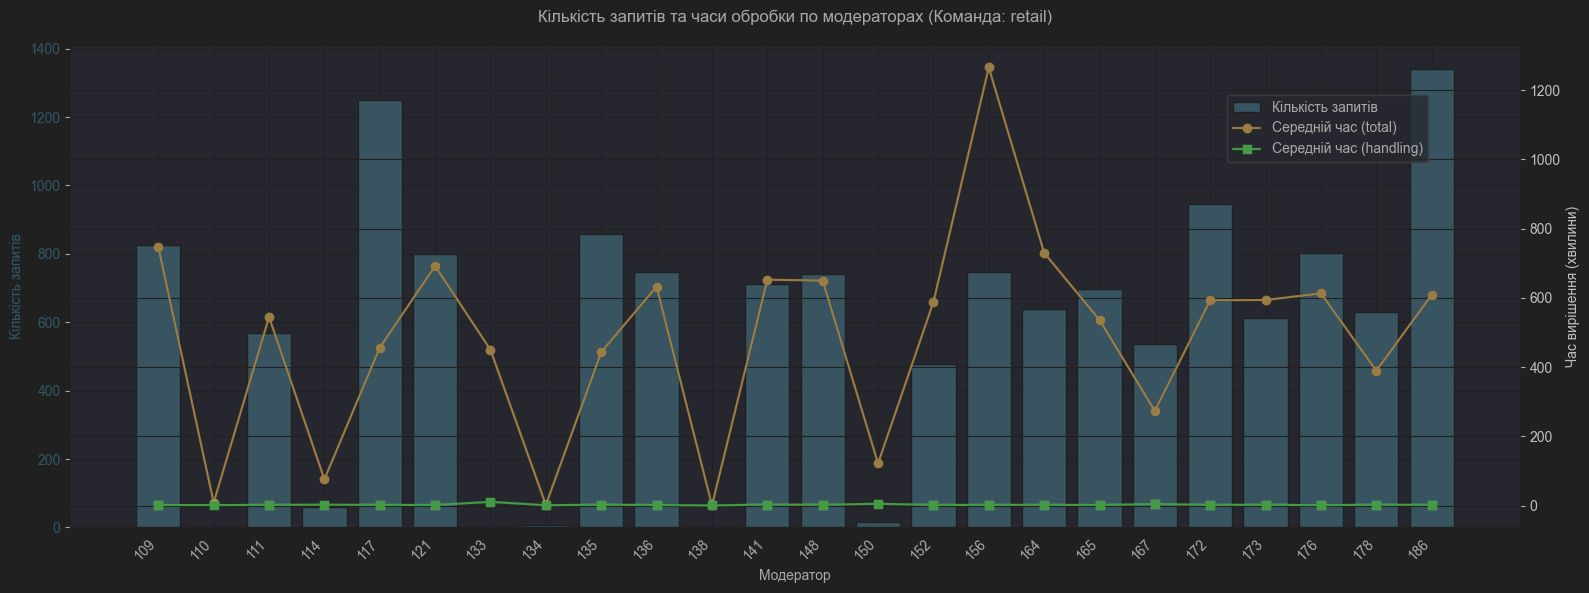 Кількість запитів та часи обробки по модераторах (Команда: retail)
Кількість запитів
1400
1200
1000
800
600
400
200
0
Кількість запитів
Середній час (total)
Середній час (handling)
1200
1000
800
600
400
200
0
Час вирішення (хвилини)
109 110 111 114 117 121 133 134 135 136 138 141 148 150 152 156 164 165 167 172 173 176 178 186
Модератор